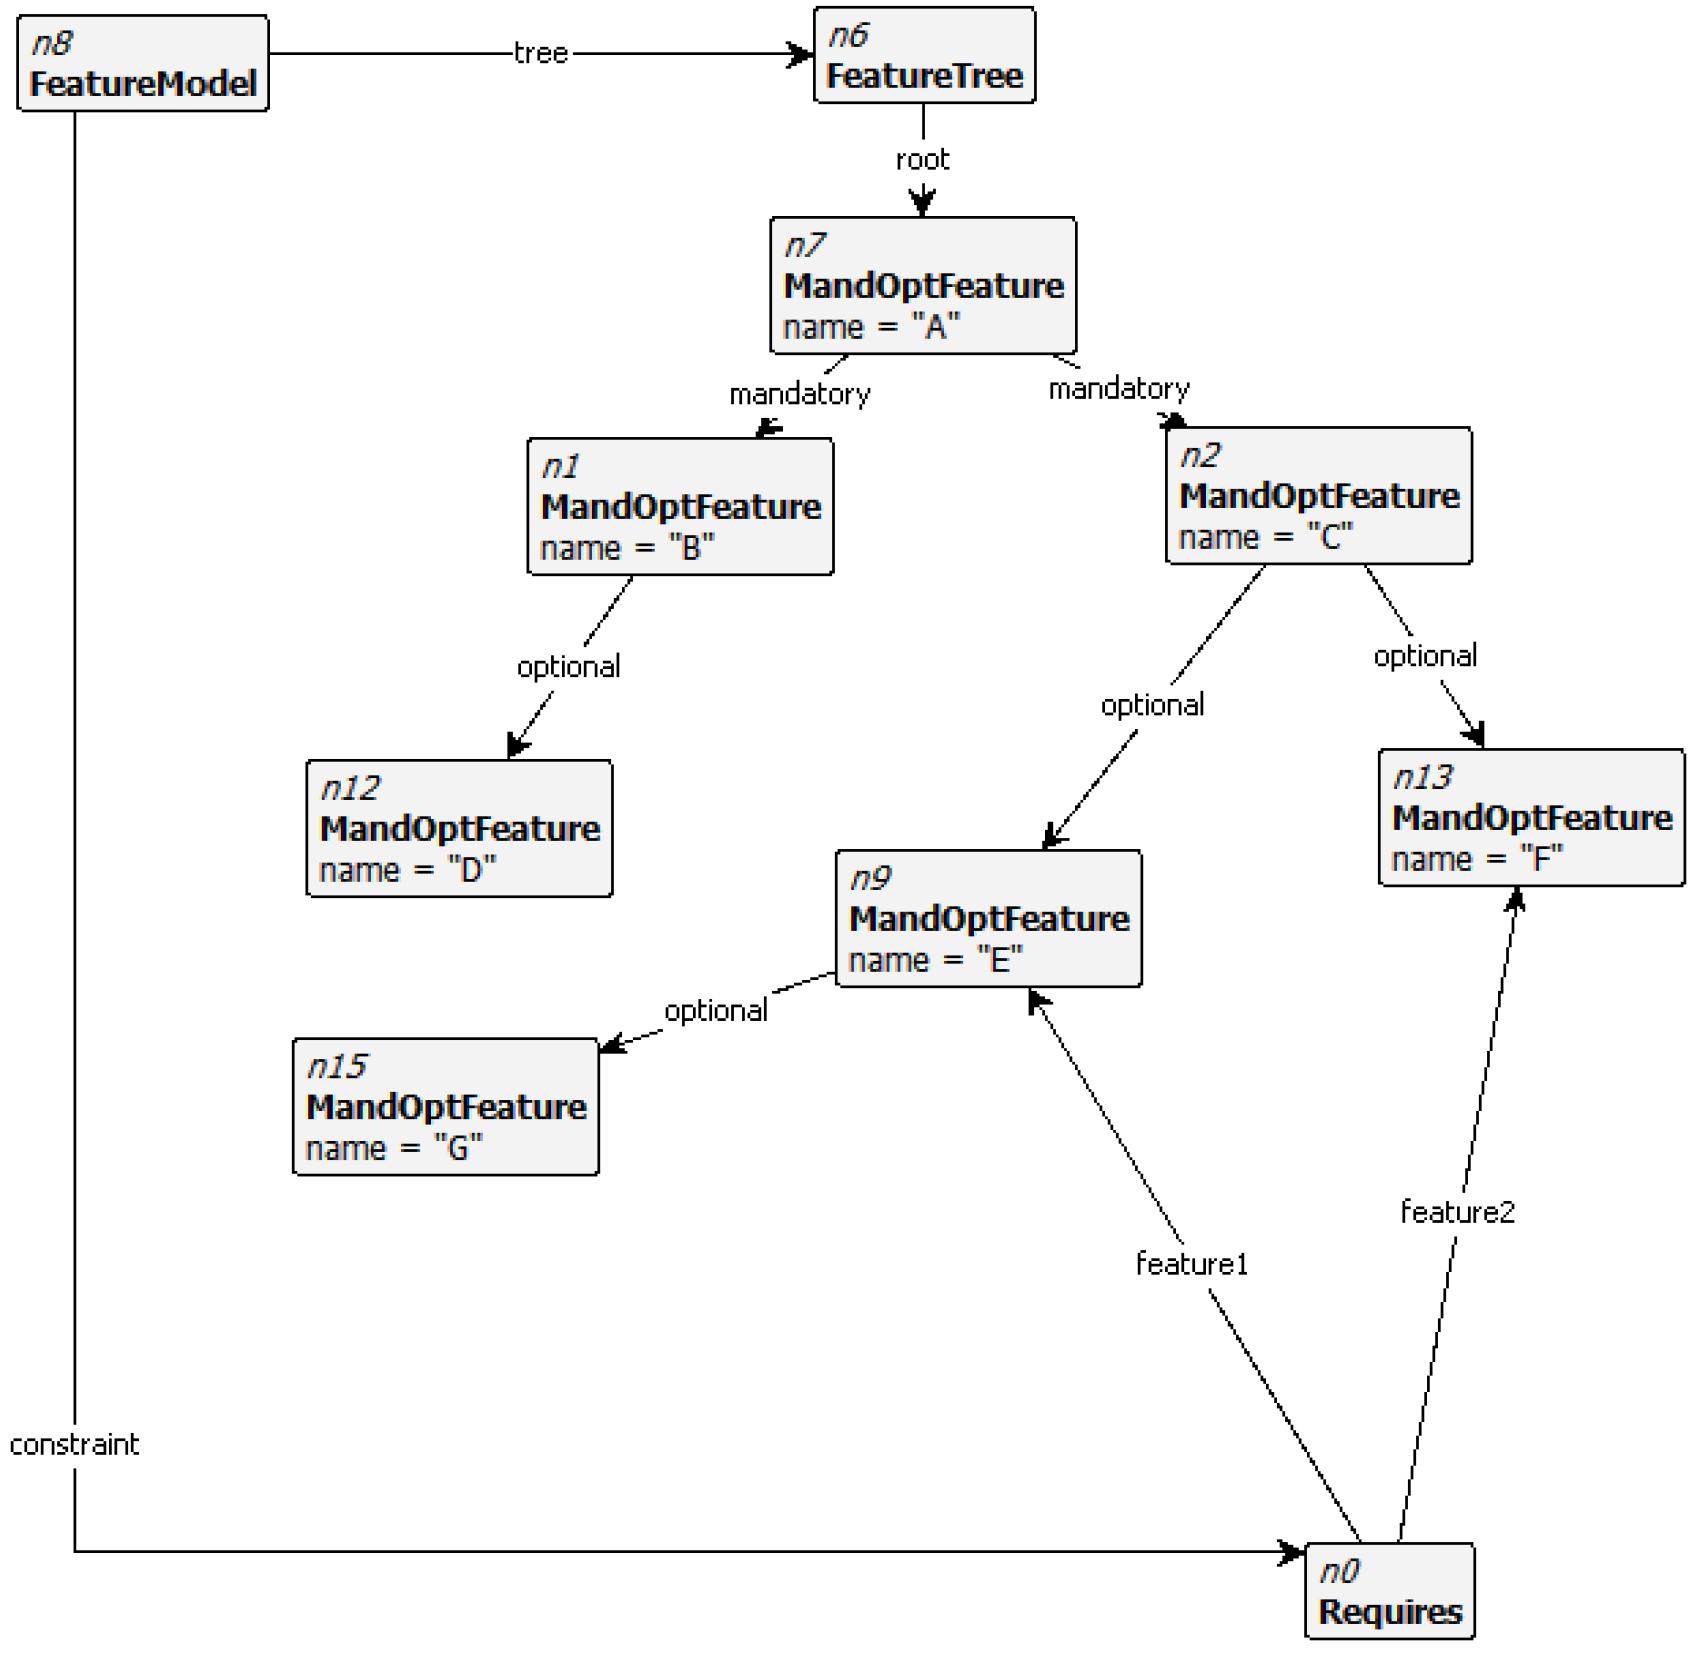 n8
FeatureModel
tree
n6
FeatureTree
root
n7
MandOptFeature
name = "A"
mandatory
mandatory
n1
MandOptFeature
name = "B"
n2
MandOptFeature
name = "C"
optional
optional
optional
n12
MandOptFeature
name = "D"
n13
MandOptFeature
name = "F"
n9
MandOptFeature
name = "E"
optional
n15
MandOptFeature
name = "G"
feature2
feature1
constraint
n0
Requires